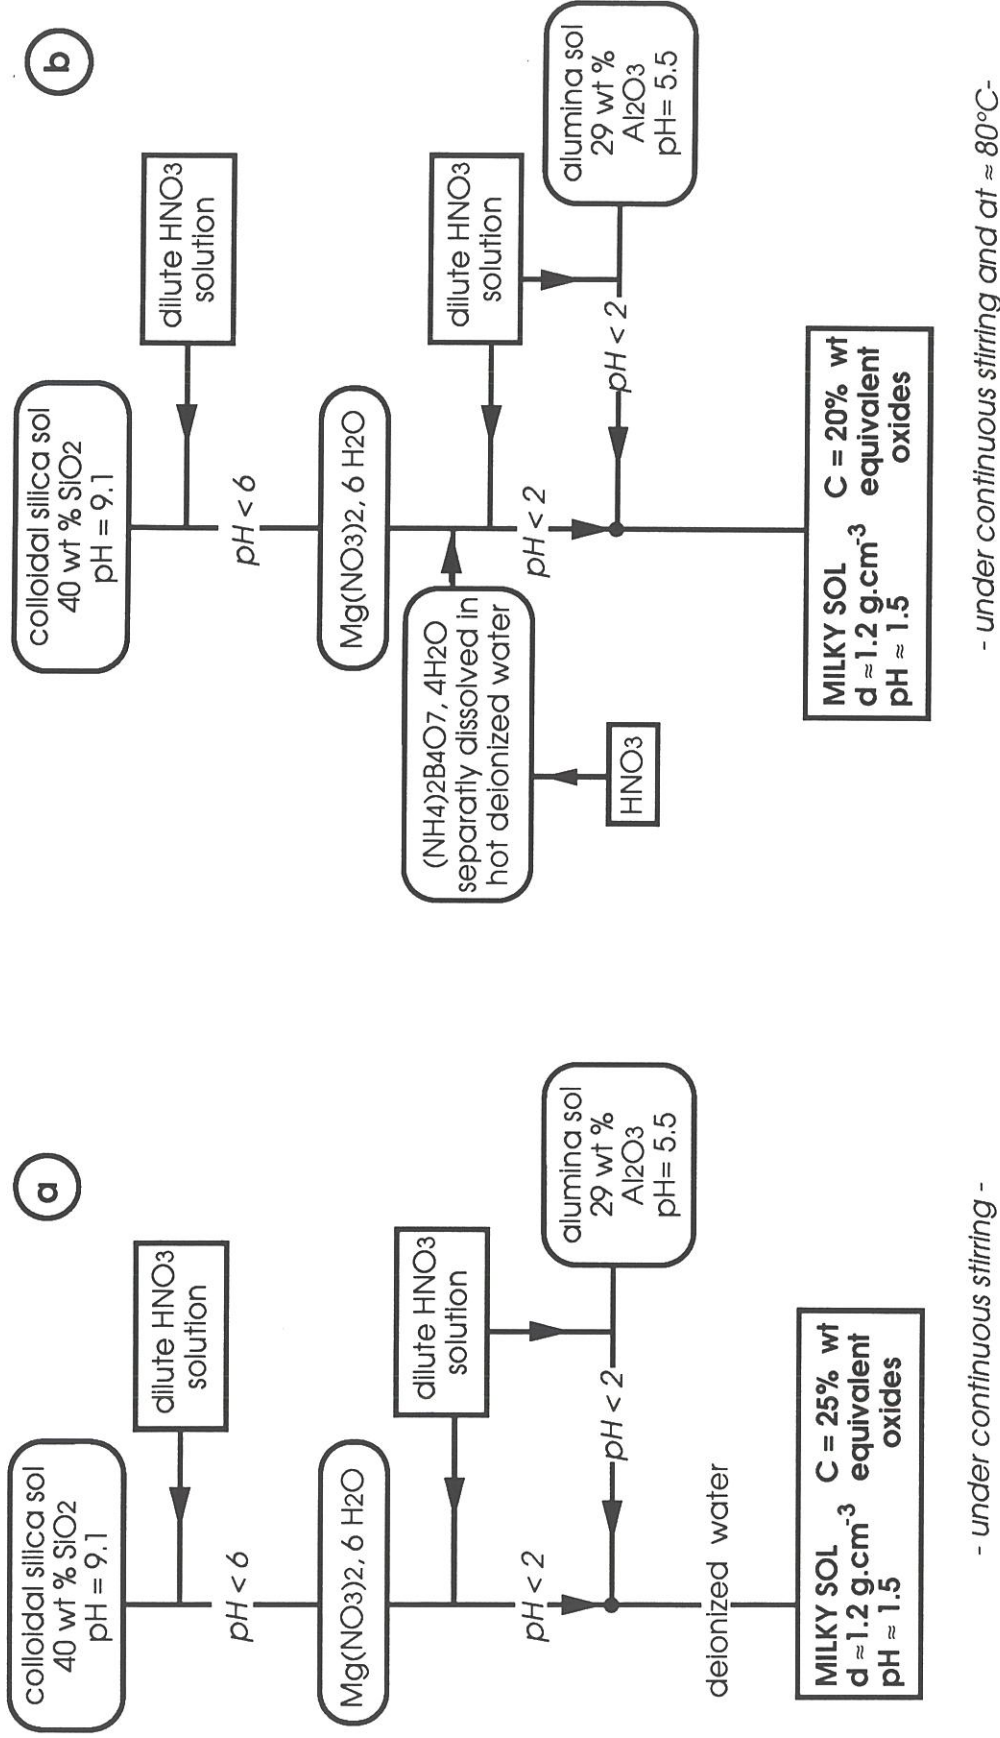 a
colloidal silica sol
40 wt % SiO2
pH = 9.1
dilute HNO3
solution
pH < 6
Mg(NO3)2, 6 H2O
dilute HNO3
solution
pH < 2
alumina sol
29 wt %
Al2O3
pH= 5.5
pH < 2
deionized water
MILKY SOL C = 25% wt
d ≈1.2 g.cm-3 equivalent
pH ≈ 1.5 oxides
- under continuous stirring -
b
colloidal silica sol
40 wt % SiO2
pH = 9.1
dilute HNO3
solution
pH < 6
Mg(NO3)2, 6 H2O
(NH4)2B4O7, 4H2O
separatly dissolved in
hot deionized water
HNO3
dilute HNO3
solution
pH < 2
alumina sol
29 wt %
Al2O3
pH= 5.5
pH < 2
MILKY SOL C = 20% wt
d ≈1.2 g.cm-3 equivalent
pH ≈ 1.5 oxides
- under continuous stirring and at ≈ 80°C-